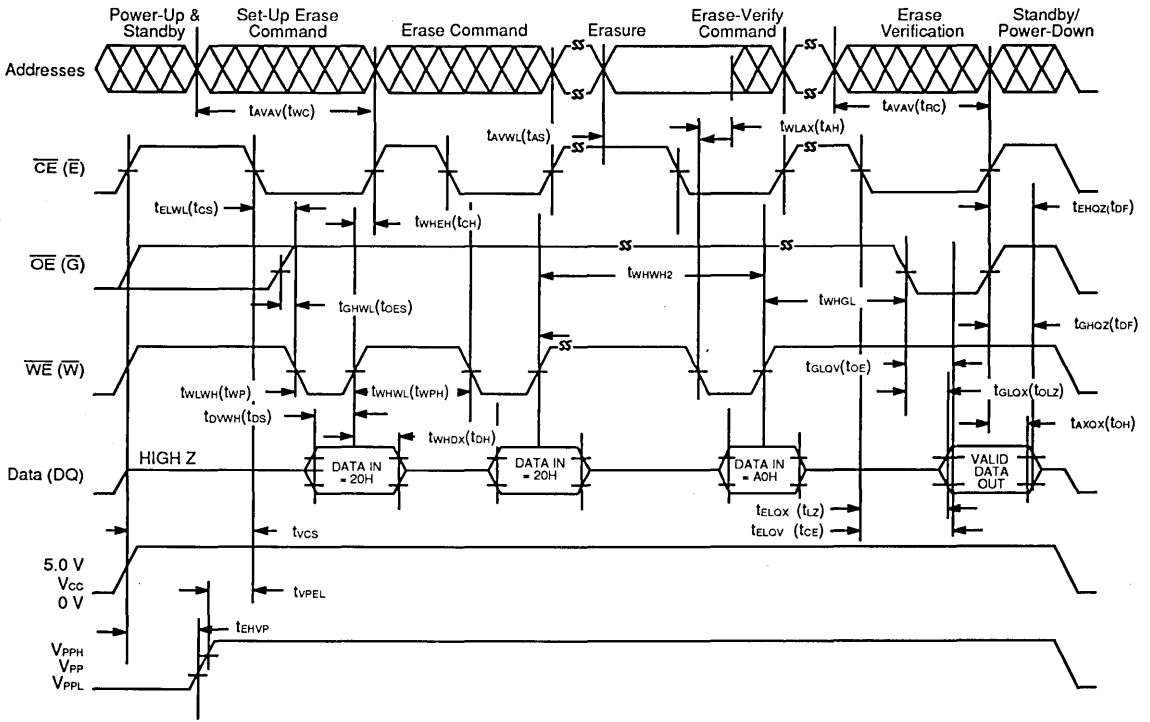 Power-Up &
Standby
Set-Up Erase
Command
Erase Command
Erasure
Erase-Verify
Command
Erase
Verification
Standby/
Power-Down
Addresses
tAVAV(tWC)
tAVWL(tAS)
tWLAX(tAH)
tAVAV(tRC)
CE (E)
tELWL(tCS)
tWHEH(tCH)
tEHQZ(tDF)
OE (G)
tWHWH2
tGHWL(tOES)
tWHGL
tGHQZ(tDF)
WE (W)
tGLQV(tOE)
tWLWH(tWP)
tWHWL(tWPH)
tGLQX(tOLZ)
tDVWH(tDS)
tWHDX(tDH)
tAXQX(tOH)
Data (DQ)
HIGH Z
DATA IN
= 20H
DATA IN
= 20H
DATA IN
= A0H
VALID
DATA
OUT
tELQX (tLZ)
tELQV (tCE)
tVCS
5.0 V
VCC
0 V
tVPEL
tEHVP
VPPH
VPP
VPPL